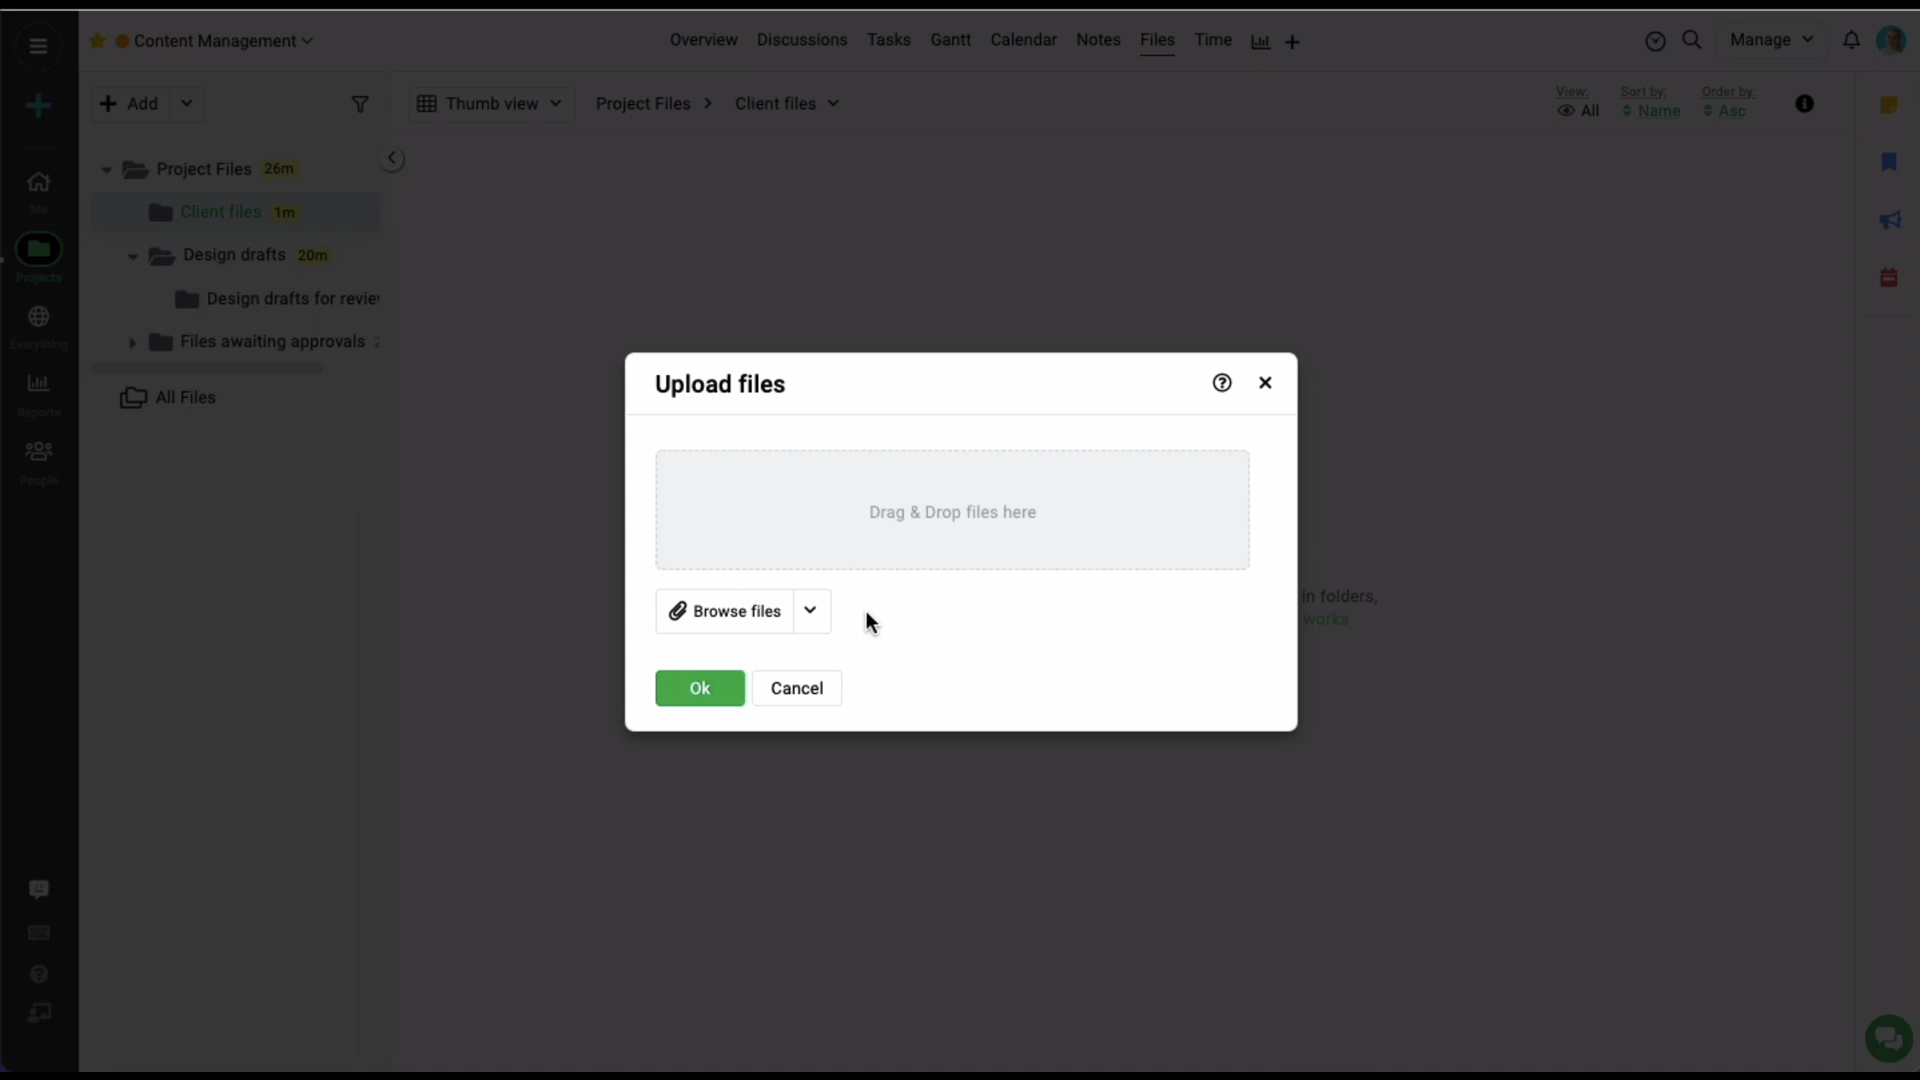 Content Management
Overview Discussions Tasks Gantt Calendar Notes Files Time
Manage
Add
Thumb view
Project Files > Client files
View:
All
Sort by:
Name
Order by:
Asc
Project Files 26m
Client files 1m
Design drafts 20m
Design drafts for review
Files awaiting approvals
All Files
Me
Projects
Everything
Reports
People
Upload files
Drag & Drop files here
Browse files
Ok Cancel
in folders,
works